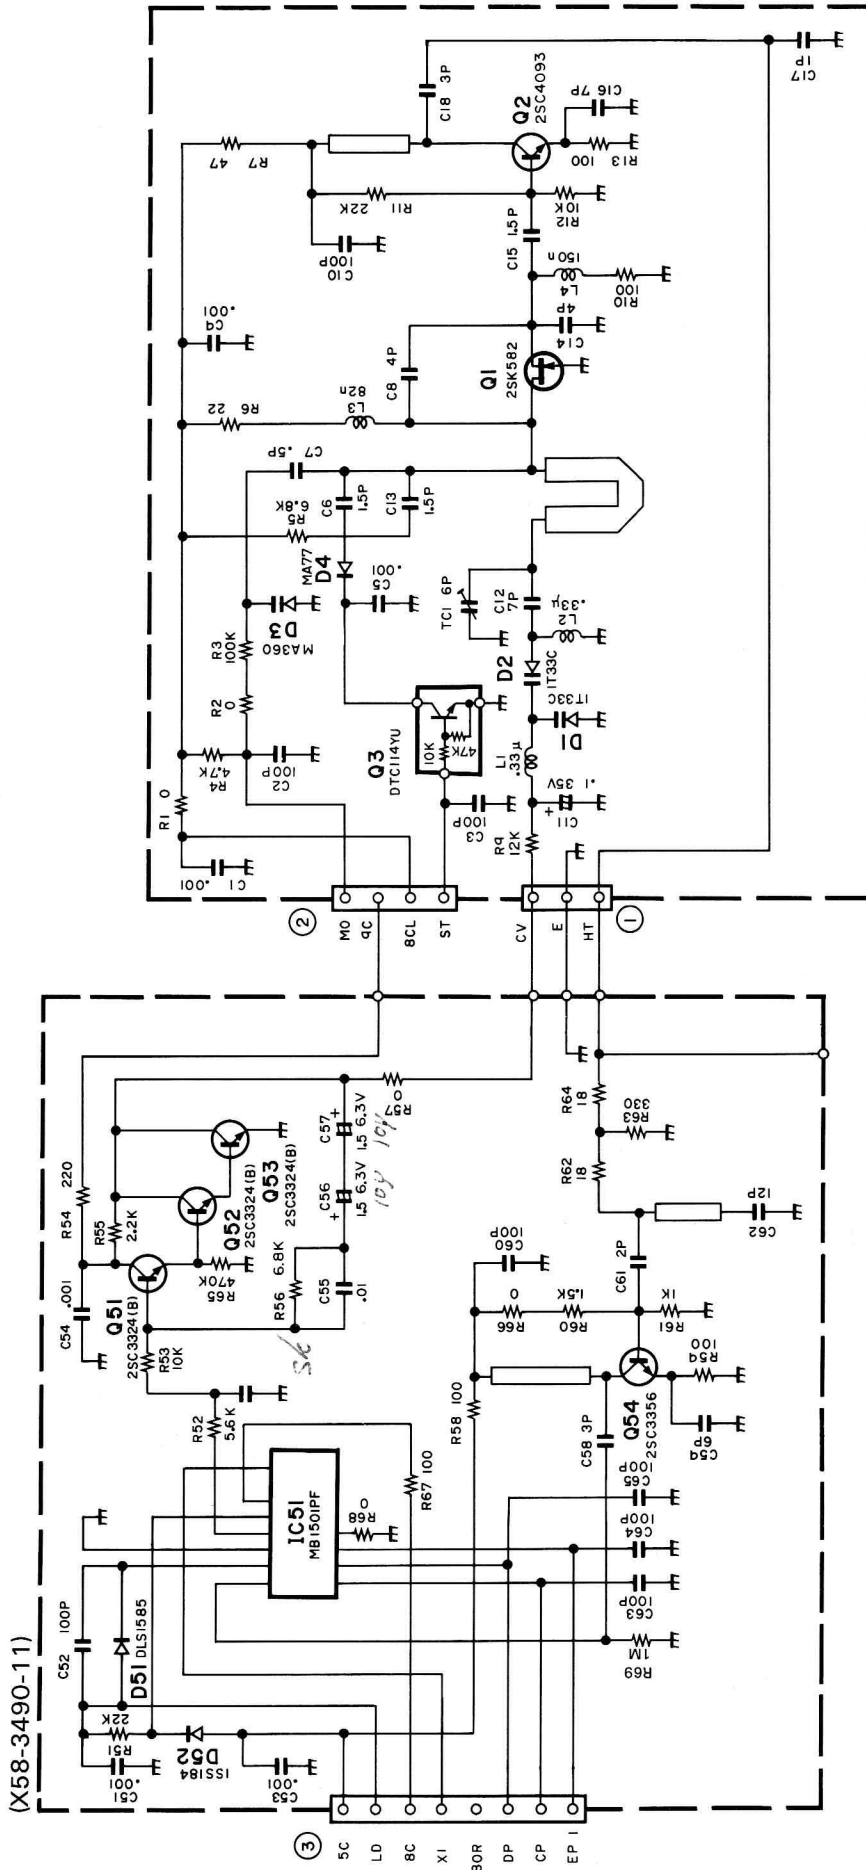 (X58-3490-11)
C18 3P
C17
1P
Q2
2SC4093
C16 7P
R13
100
R7 47
R11
22K
R12
10K
C10
100P
C15 1.5P
L4
150n
R10
100
C9
.001
C8 4P
C14
4P
Q1
2SK582
R6 22
L3
82n
C7 .5P
C6
1.5P
C13
1.5P
R5
6.8K
D4
MA77
C5
.001
D3
MA360
R3
100K
R2
0
R4
4.7K
C2
100P
R1 0
C1 .001
TC1 6P
C12
7P
L2
.33μ
D2
1T33C
D1
1T33C
L1
.33μ
Q3
DTC114YU
10K
47K
C3
100P
C11
.1 35V
+
R9
12K
②
MO
9C
8CL
ST
CV
E
HT
①
R54 220
R55
2.2K
C54 .001
Q51
2SC3324(B)
Q52
2SC3324(B)
Q53
2SC3324(B)
R65
470K
R53
10K
R56 6.8K
C55
.01
C56
1.5 6.3V
+
C57
1.5 6.3V
+
10μ
10μ
5K
R57
0
R52
5.6K
R64
18
R63
330
R62
18
C62
12P
C61 2P
C60
100P
R66
0
R60
1.5K
R61
1K
R58 100
Q54
2SC3356
R59
100
C59
6P
C58 3P
IC51
MB1501PF
R68
0
R67 100
C65
100P
C64
100P
C63
100P
R69
1M
C52 100P
D51
DLS1585
R51
22K
D52
1SS184
C51
.001
C53
.001
③
5C
LD
8C
XI
BOR
DP
CP
EP1